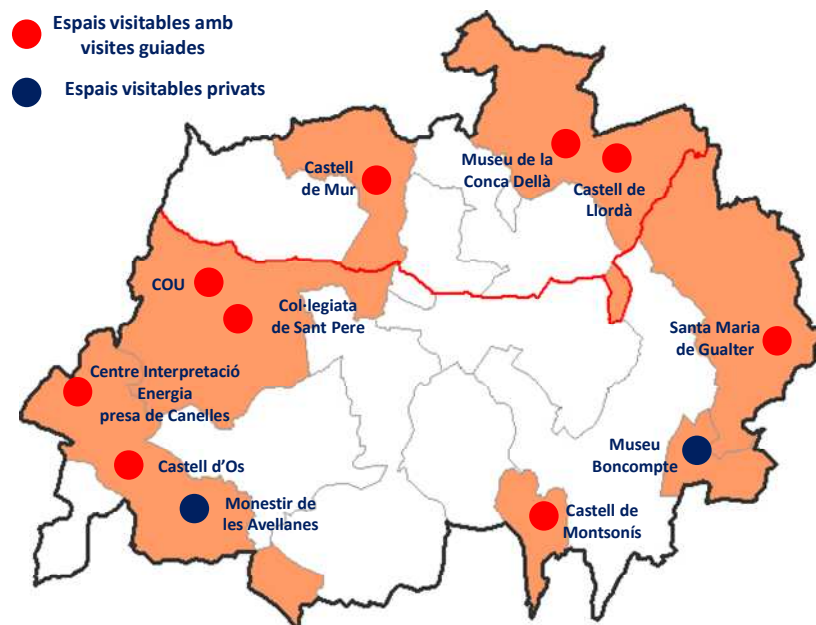 Espais visitables amb
visites guiades
Espais visitables privats
Castell
de Mur
Museu de la
Conca Dellà
Castell de
Llordà
COU
Col·legiata
de Sant Pere
Santa Maria
de Gualter
Centre Interpretació
Energia
presa de Canelles
Museu
Boncompte
Castell d'Os
Monestir de
les Avellanes
Castell de
Montsonís